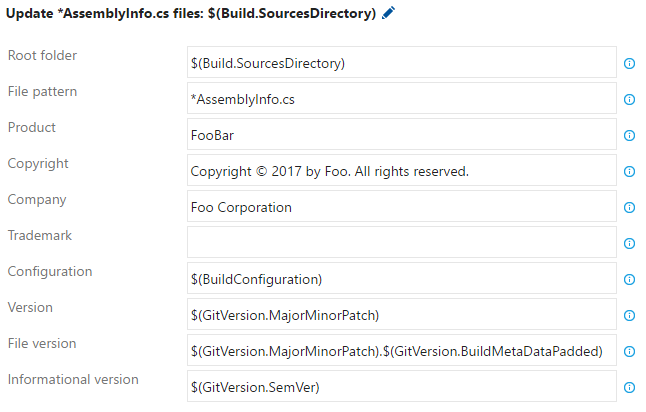 Update *AssemblyInfo.cs files: $(Build.SourcesDirectory)
Root folder $(Build.SourcesDirectory)
File pattern *AssemblyInfo.cs
Product FooBar
Copyright Copyright © 2017 by Foo. All rights reserved.
Company Foo Corporation
Trademark
Configuration $(BuildConfiguration)
Version $(GitVersion.MajorMinorPatch)
File version $(GitVersion.MajorMinorPatch).$(GitVersion.BuildMetaDataPadded)
Informational version $(GitVersion.SemVer)